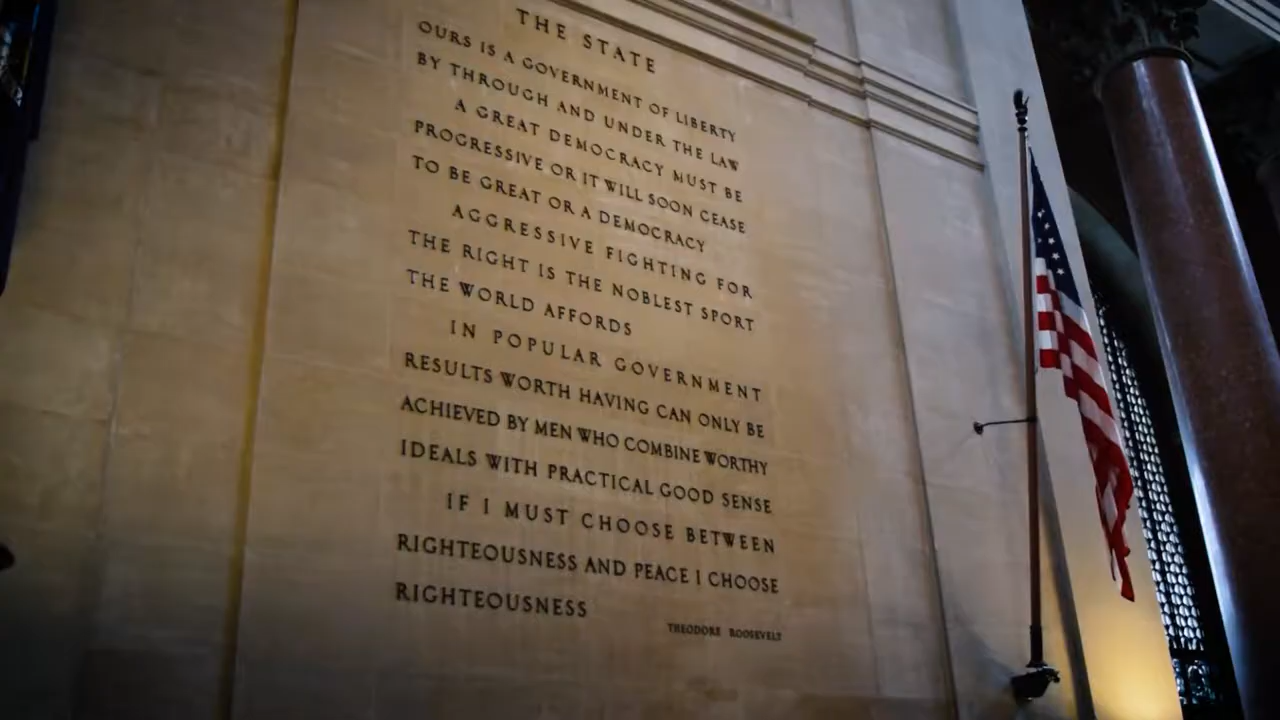 THE STATE
OURS IS A GOVERNMENT OF LIBERTY
BY THROUGH AND UNDER THE LAW
A GREAT DEMOCRACY MUST BE
PROGRESSIVE OR IT WILL SOON CEASE
TO BE GREAT OR A DEMOCRACY
AGGRESSIVE FIGHTING FOR
THE RIGHT IS THE NOBLEST SPORT
THE WORLD AFFORDS
IN POPULAR GOVERNMENT
RESULTS WORTH HAVING CAN ONLY BE
ACHIEVED BY MEN WHO COMBINE WORTHY
IDEALS WITH PRACTICAL GOOD SENSE
IF I MUST CHOOSE BETWEEN
RIGHTEOUSNESS AND PEACE I CHOOSE
RIGHTEOUSNESS
THEODORE ROOSEVELT